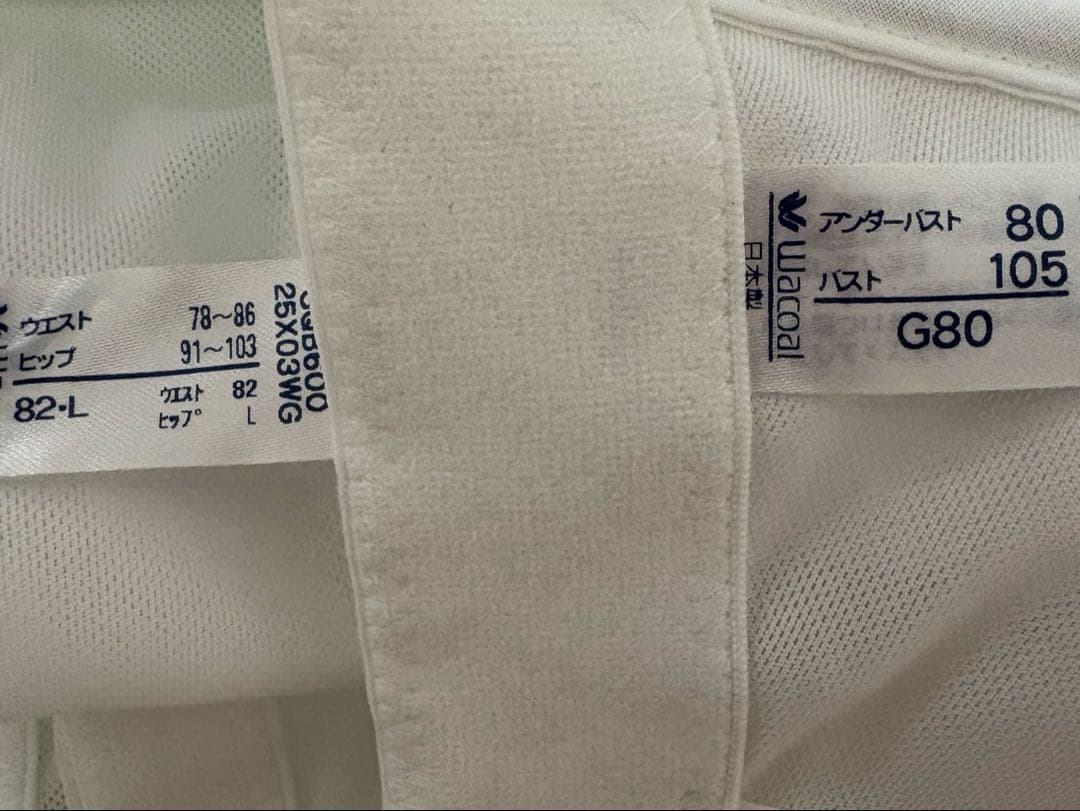 ウエスト 78～86
ヒップ 91～103
82・L
ウエスト 82
ヒップ L
25X03WG
Wacoal
日本製
アンダーバスト 80
バスト 105
G80